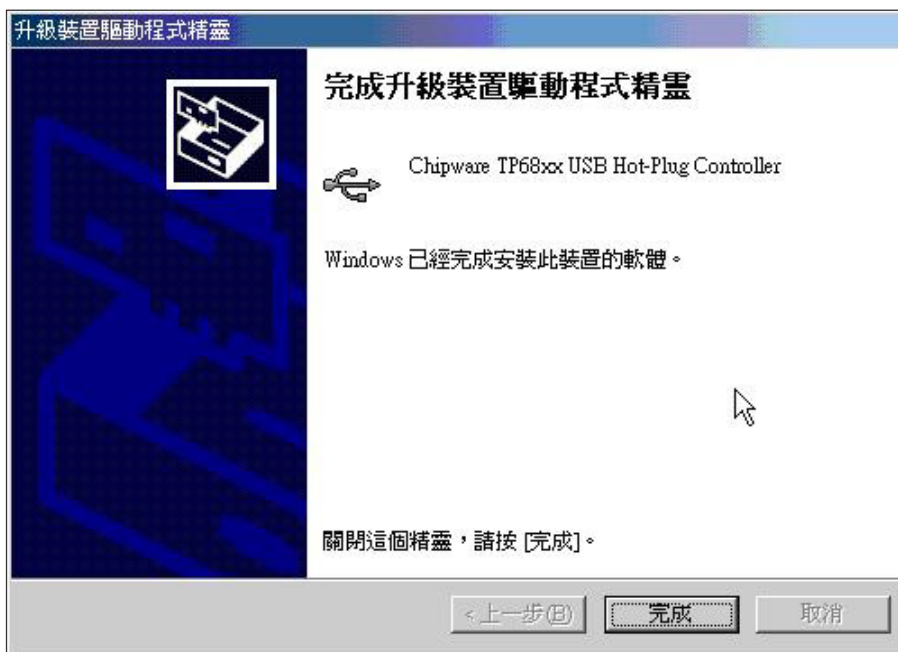 升級裝置驅動程式精靈
完成升級裝置驅動程式精靈
Chipware TP68xx USB Hot-Plug Controller
Windows 已經完成安裝此裝置的軟體。
關閉這個精靈，請按 [完成]。
< 上一步(B)
完成
取消